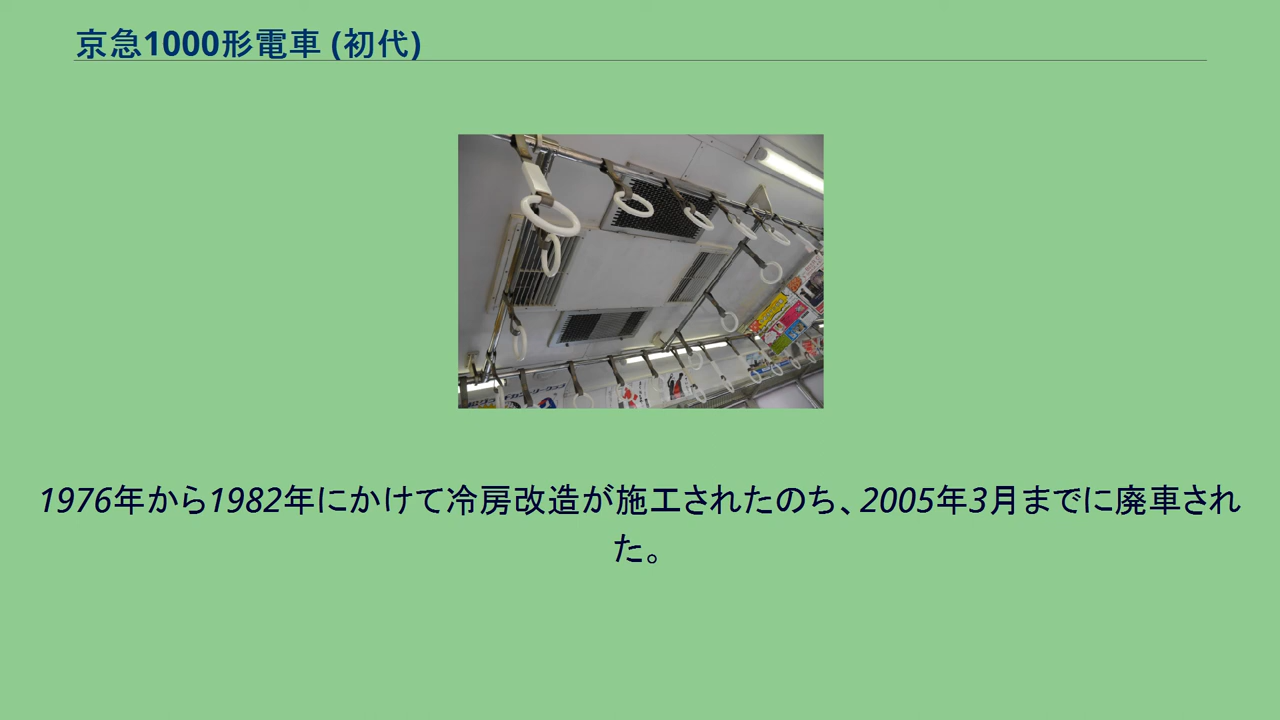 京急1000形電車 (初代)
1976年から1982年にかけて冷房改造が施工されたのち、2005年3月までに廃車され
た。